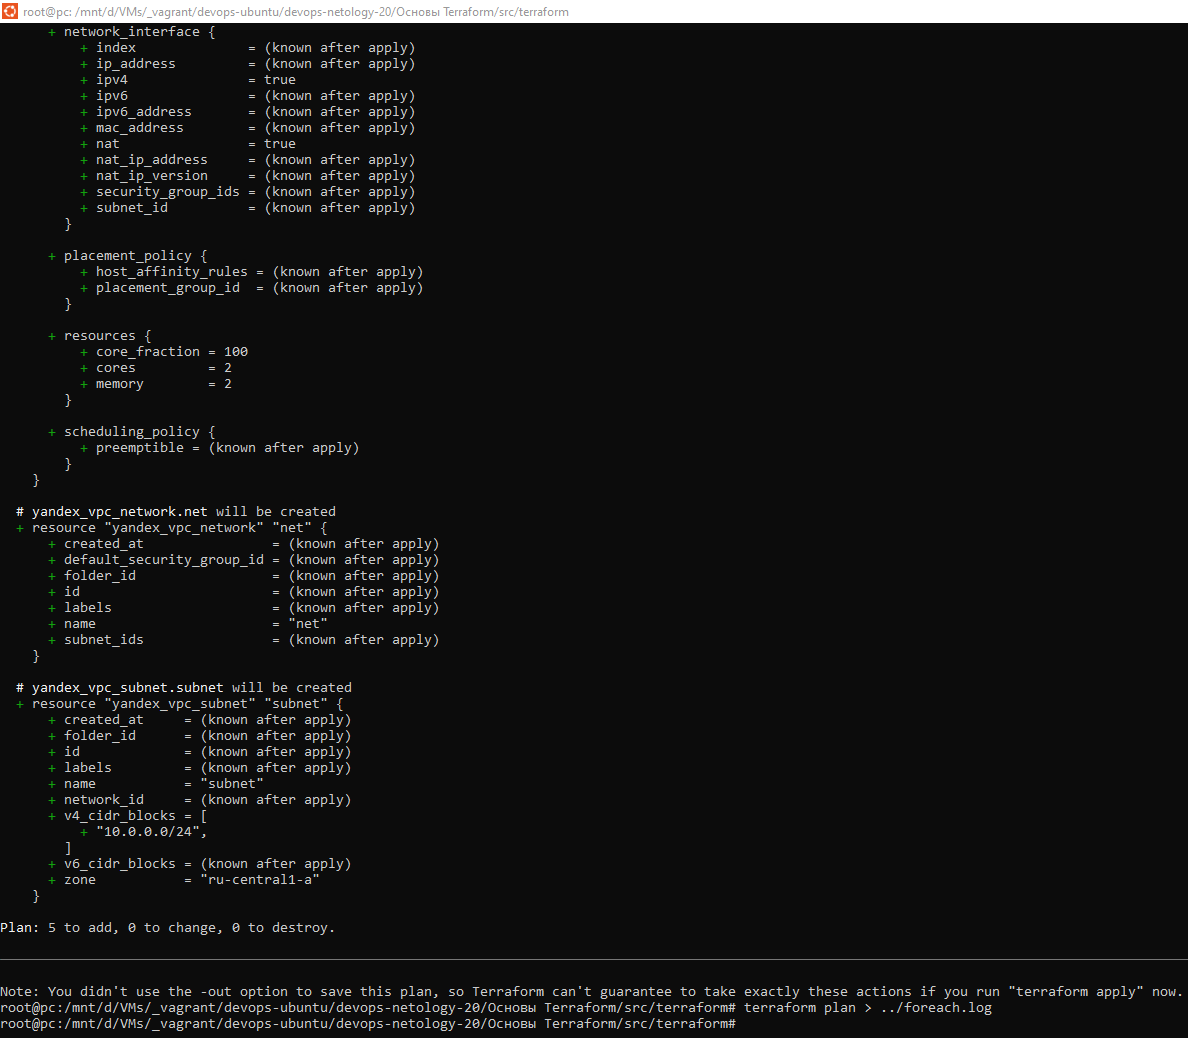 root@pc: /mnt/d/VMs/_vagrant/devops-ubuntu/devops-netology-20/Основы Terraform/src/terraform
      + network_interface {
          + index              = (known after apply)
          + ip_address         = (known after apply)
          + ipv4               = true
          + ipv6               = (known after apply)
          + ipv6_address       = (known after apply)
          + mac_address        = (known after apply)
          + nat                = true
          + nat_ip_address     = (known after apply)
          + nat_ip_version     = (known after apply)
          + security_group_ids = (known after apply)
          + subnet_id          = (known after apply)
        }

      + placement_policy {
          + host_affinity_rules = (known after apply)
          + placement_group_id  = (known after apply)
        }

      + resources {
          + core_fraction = 100
          + cores         = 2
          + memory        = 2
        }

      + scheduling_policy {
          + preemptible = (known after apply)
        }
    }

  # yandex_vpc_network.net will be created
  + resource "yandex_vpc_network" "net" {
      + created_at                = (known after apply)
      + default_security_group_id = (known after apply)
      + folder_id                 = (known after apply)
      + id                        = (known after apply)
      + labels                    = (known after apply)
      + name                      = "net"
      + subnet_ids                = (known after apply)
    }

  # yandex_vpc_subnet.subnet will be created
  + resource "yandex_vpc_subnet" "subnet" {
      + created_at     = (known after apply)
      + folder_id      = (known after apply)
      + id             = (known after apply)
      + labels         = (known after apply)
      + name           = "subnet"
      + network_id     = (known after apply)
      + v4_cidr_blocks = [
          + "10.0.0.0/24",
        ]
      + v6_cidr_blocks = (known after apply)
      + zone           = "ru-central1-a"
    }

Plan: 5 to add, 0 to change, 0 to destroy.

Note: You didn't use the -out option to save this plan, so Terraform can't guarantee to take exactly these actions if you run "terraform apply" now.
root@pc:/mnt/d/VMs/_vagrant/devops-ubuntu/devops-netology-20/Основы Terraform/src/terraform# terraform plan > ../foreach.log
root@pc:/mnt/d/VMs/_vagrant/devops-ubuntu/devops-netology-20/Основы Terraform/src/terraform#